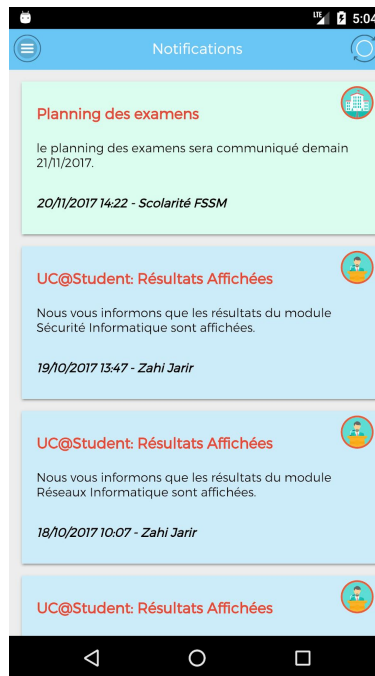 LTE 5:04
Notifications
Planning des examens
le planning des examens sera communiqué demain
21/11/2017.
20/11/2017 14:22 - Scolarité FSSM
UC@Student: Résultats Affichées
Nous vous informons que les résultats du module
Sécurité Informatique sont affichées.
19/10/2017 13:47 - Zahi Jarir
UC@Student: Résultats Affichées
Nous vous informons que les résultats du module
Réseaux Informatique sont affichées.
18/10/2017 10:07 - Zahi Jarir
UC@Student: Résultats Affichées